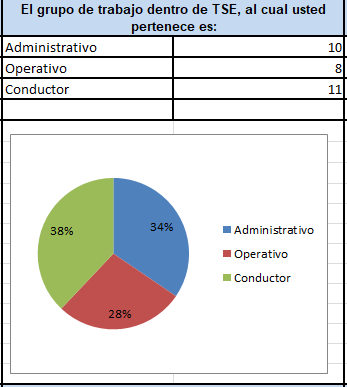 El grupo de trabajo dentro de TSE, al cual usted
pertenece es:
Administrativo 10
Operativo 8
Conductor 11
38%
34%
28%
Administrativo
Operativo
Conductor